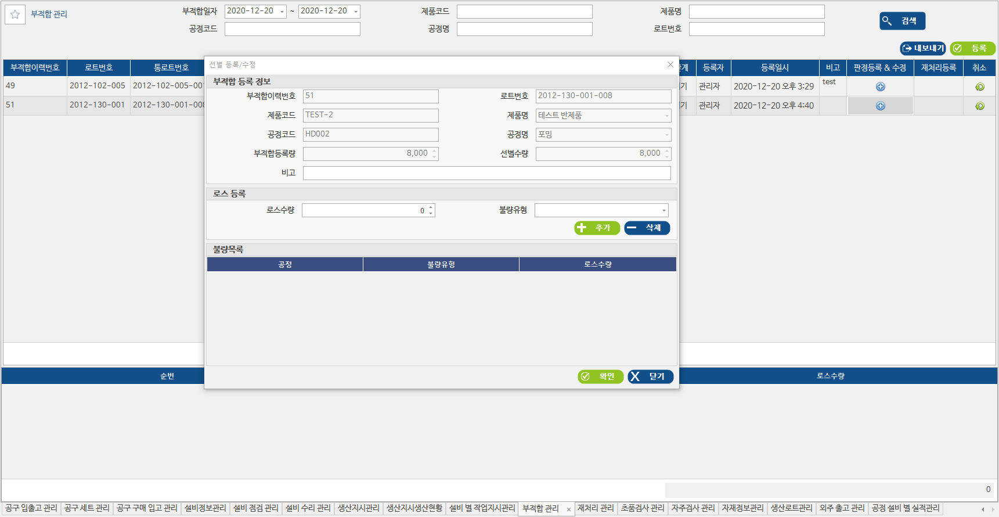 부적합 관리
부적합일자 2020-12-20 ~ 2020-12-20 제품코드 제품명
공정코드 공정명 로트번호
검색
내보내기 등록
부적합이력번호 로트번호 통로트번호 등록자 등록일시 비고 판정등록 & 수정 재처리등록 취소
49 2012-102-005 2012-102-005-001 관리자 2020-12-20 오후 3:29 test
51 2012-130-001 2012-130-001-008 관리자 2020-12-20 오후 4:40
선별 등록/수정
부적합 등록 정보
부적합이력번호 51 로트번호 2012-130-001-008
제품코드 TEST-2 제품명 테스트 반제품
공정코드 HD002 공정명 포밍
부적합등록량 8,000 선별수량 8,000
비고
로스 등록
로스수량 0 불량유형
추가 삭제
불량목록
공정 불량유형 로스수량
확인 닫기
순번 로스수량
0
공구 입출고 관리 공구 세트 관리 공구 구매 입고 관리 설비정보관리 설비 점검 관리 설비 수리 관리 생산지시관리 생산지시생산현황 설비 별 작업지시관리 부적합 관리 재처리 관리 초품검사 관리 자주검사 관리 자재정보관리 생산로트관리 외주 출고 관리 공정 설비 별 실적관리